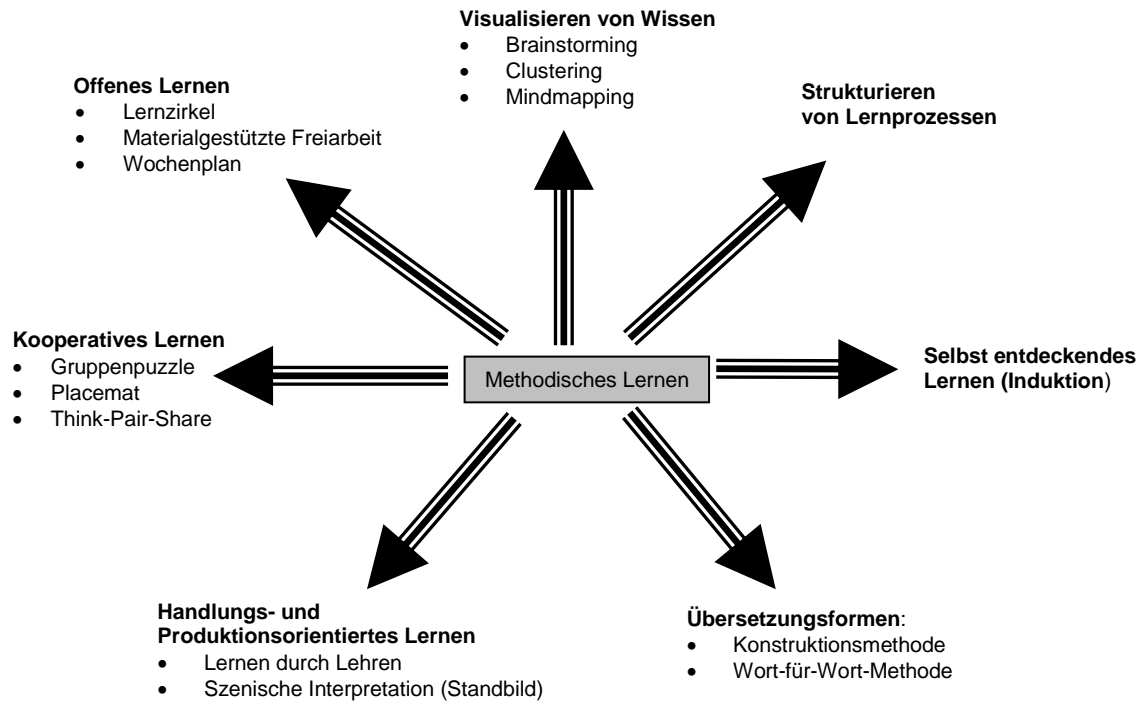 Visualisieren von Wissen
• Brainstorming
• Clustering
• Mindmapping
Offenes Lernen
• Lernzirkel
• Materialgestützte Freiarbeit
• Wochenplan
Strukturieren
von Lernprozessen
Kooperatives Lernen
• Gruppenpuzzle
• Placemat
• Think-Pair-Share
Methodisches Lernen
Selbst entdeckendes
Lernen (Induktion)
Handlungs- und
Produktionsorientiertes Lernen
• Lernen durch Lehren
• Szenische Interpretation (Standbild)
Übersetzungsformen:
• Konstruktionsmethode
• Wort-für-Wort-Methode